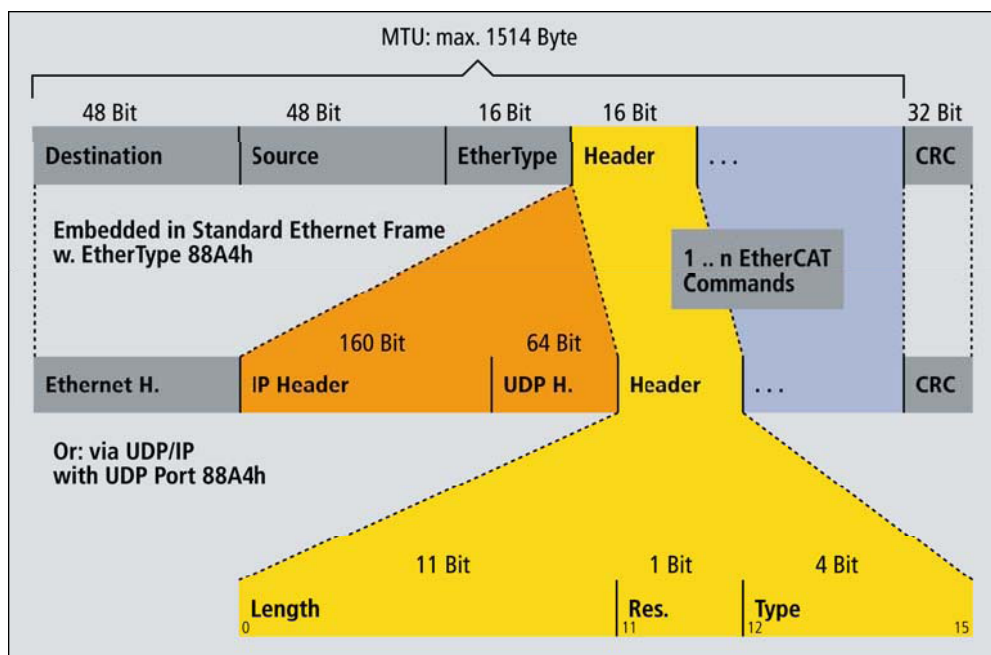 MTU: max. 1514 Byte
48 Bit 48 Bit 16 Bit 16 Bit 32 Bit
Destination Source EtherType Header . . . CRC
Embedded in Standard Ethernet Frame
w. EtherType 88A4h
1 .. n EtherCAT
Commands
160 Bit 64 Bit
Ethernet H. IP Header UDP H. Header . . . CRC
Or: via UDP/IP
with UDP Port 88A4h
11 Bit 1 Bit 4 Bit
Length Res. Type
0 11 12 15